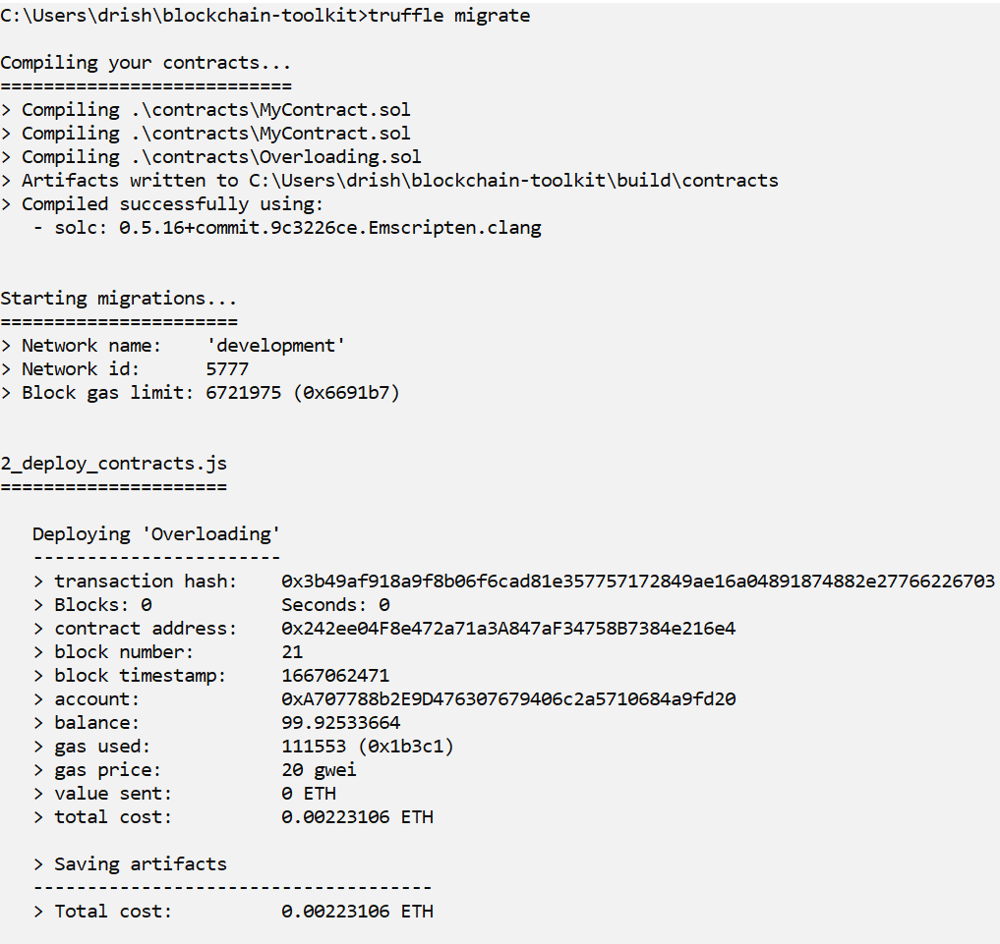 C:\Users\drish\blockchain-toolkit>truffle migrate
Compiling your contracts...
===========================
> Compiling .\contracts\MyContract.sol
> Compiling .\contracts\MyContract.sol
> Compiling .\contracts\Overloading.sol
> Artifacts written to C:\Users\drish\blockchain-toolkit\build\contracts
> Compiled successfully using:
   - solc: 0.5.16+commit.9c3226ce.Emscripten.clang
Starting migrations...
======================
> Network name:    'development'
> Network id:      5777
> Block gas limit: 6721975 (0x6691b7)
2_deploy_contracts.js
=====================
   Deploying 'Overloading'
   -----------------------
   > transaction hash:    0x3b49af918a9f8b06f6cad81e357757172849ae16a04891874882e27766226703
   > Blocks: 0            Seconds: 0
   > contract address:    0x242ee04F8e472a71a3A847aF34758B7384e216e4
   > block number:        21
   > block timestamp:     1667062471
   > account:             0xA707788b2E9D476307679406c2a5710684a9fd20
   > balance:             99.92533664
   > gas used:            111553 (0x1b3c1)
   > gas price:           20 gwei
   > value sent:          0 ETH
   > total cost:          0.00223106 ETH
   > Saving artifacts
   -------------------------------------
   > Total cost:          0.00223106 ETH